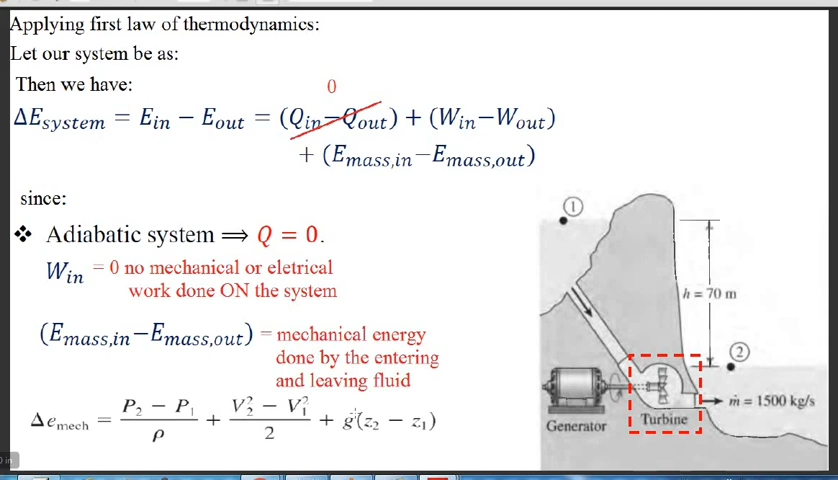 Applying first law of thermodynamics:
Let our system be as:
Then we have:
0
ΔE_system = E_in − E_out = (Q_in−Q_out) + (W_in−W_out)
+ (E_mass,in−E_mass,out)
since:
❖ Adiabatic system ⟹ Q = 0.
W_in = 0 no mechanical or eletrical
work done ON the system
(E_mass,in−E_mass,out) = mechanical energy
done by the entering
and leaving fluid
Δe_mech = (P₂ − P₁)/ρ + (V₂² − V₁²)/2 + g(z₂ − z₁)
1
h = 70 m
2
ṁ = 1500 kg/s
Generator
Turbine